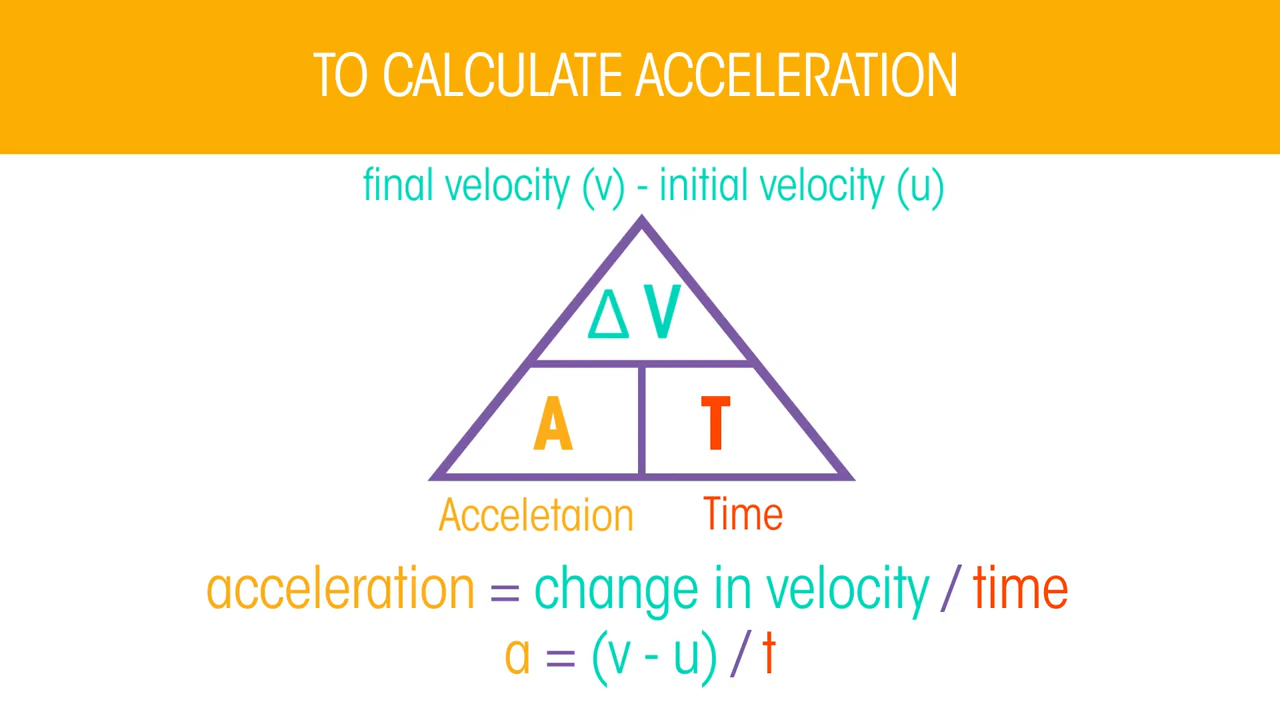 TO CALCULATE ACCELERATION
final velocity (v) - initial velocity (u)
Δ V
A T
Acceletaion Time
acceleration = change in velocity / time
a = (v - u) / t